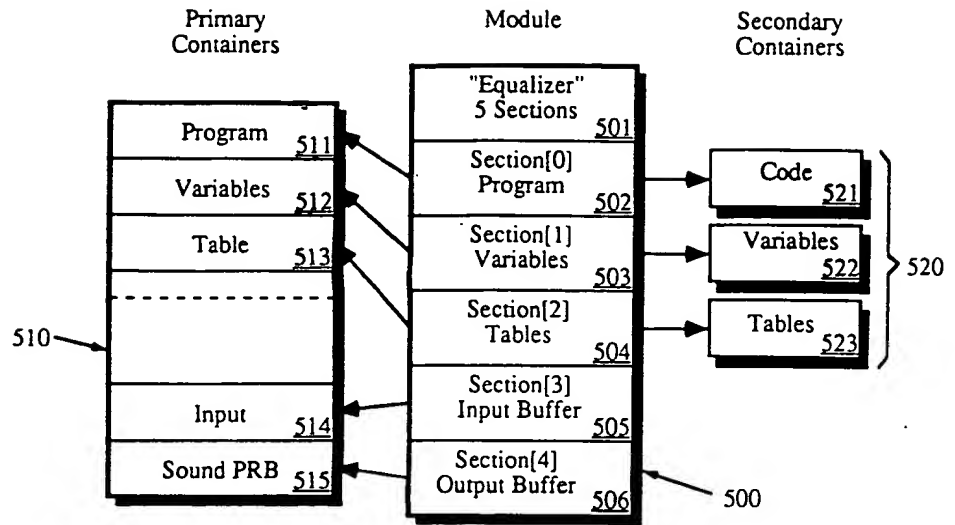 Primary
Containers
Module
Secondary
Containers
"Equalizer"
5 Sections
501
Program
511
Section[0]
Program
502
Code
521
Variables
512
Section[1]
Variables
503
Variables
522
520
Table
513
Section[2]
Tables
504
Tables
523
510
Input
514
Section[3]
Input Buffer
505
Sound PRB
515
Section[4]
Output Buffer
506
500